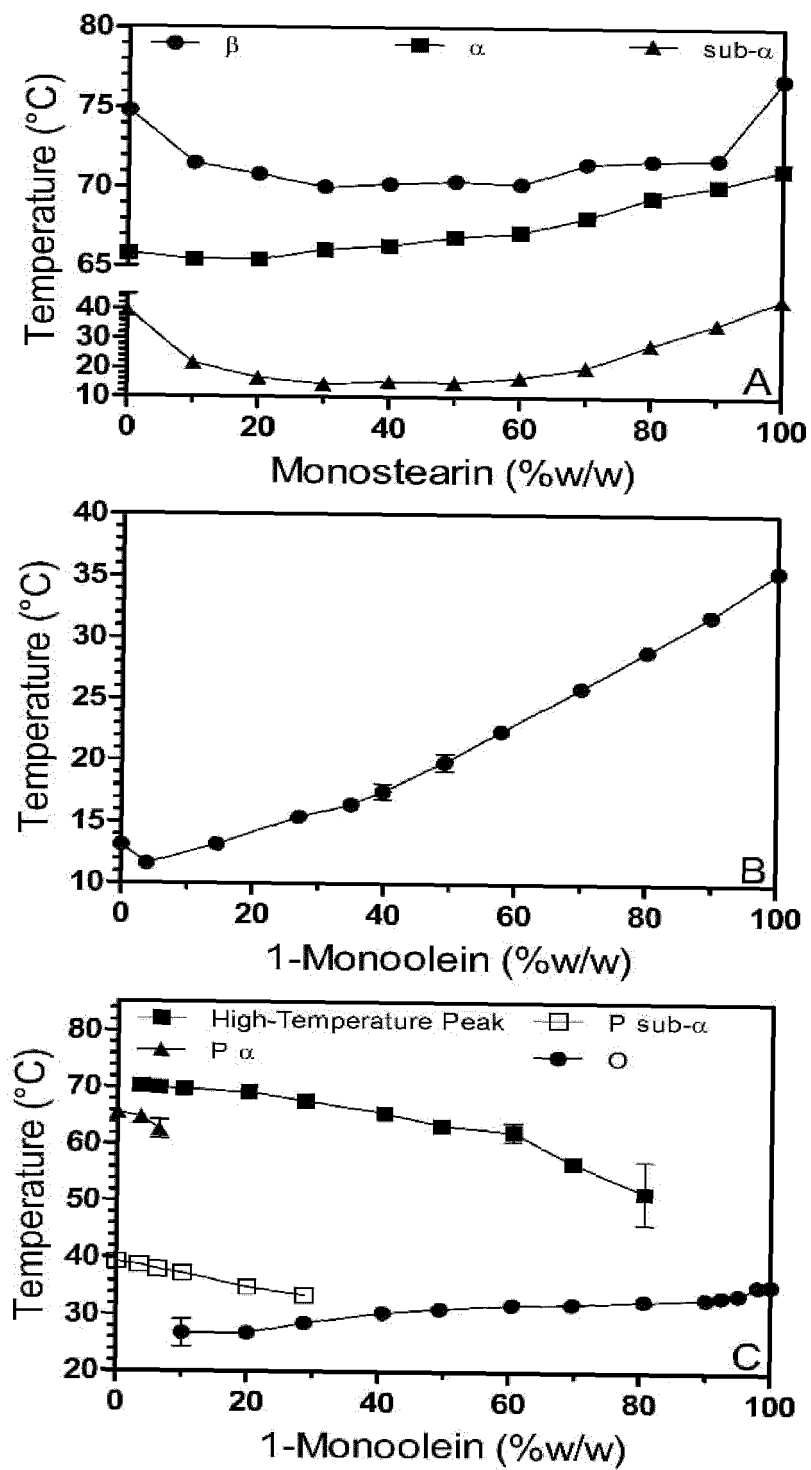 80
β α sub-α
75
70
65
40
30
20
10
Temperature (°C)
0 20 40 60 80 100
Monostearin (%w/w)
A
40
35
30
25
20
15
10
Temperature (°C)
0 20 40 60 80 100
1-Monoolein (%w/w)
B
High-Temperature Peak P sub-α
P α O
80
70
60
50
40
30
20
Temperature (°C)
0 20 40 60 80 100
1-Monoolein (%w/w)
C